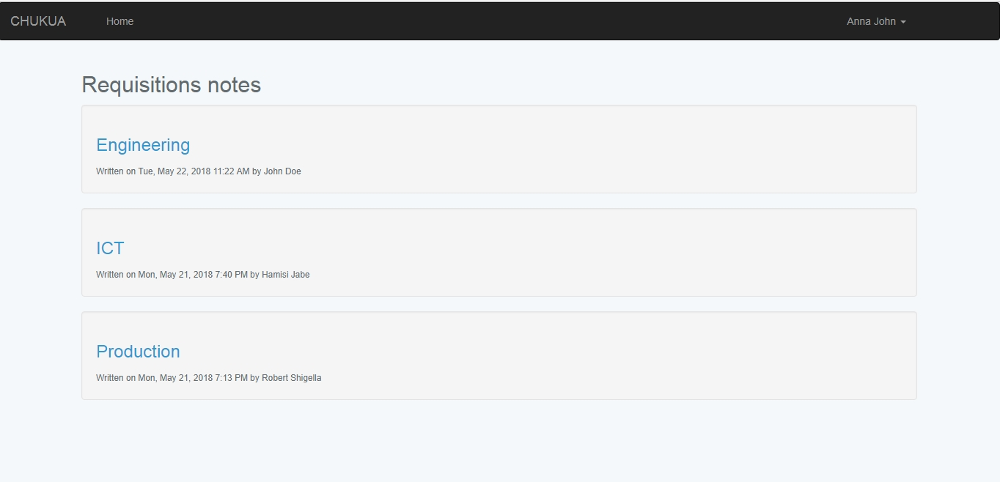 CHUKUA Home Anna John
Requisitions notes
Engineering
Written on Tue, May 22, 2018 11:22 AM by John Doe
ICT
Written on Mon, May 21, 2018 7:40 PM by Hamisi Jabe
Production
Written on Mon, May 21, 2018 7:13 PM by Robert Shigella